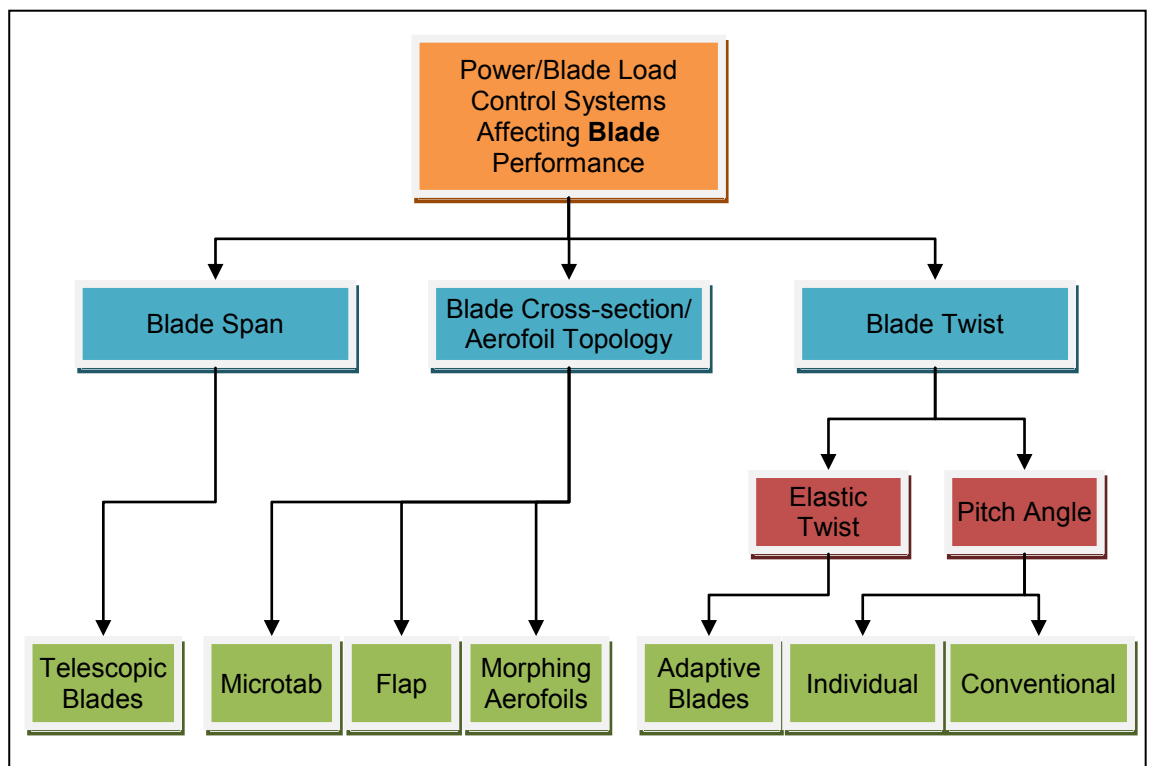 Power/Blade Load
Control Systems
Affecting Blade
Performance
Blade Span
Blade Cross-section/
Aerofoil Topology
Blade Twist
Elastic
Twist
Pitch Angle
Telescopic
Blades
Microtab
Flap
Morphing
Aerofoils
Adaptive
Blades
Individual
Conventional